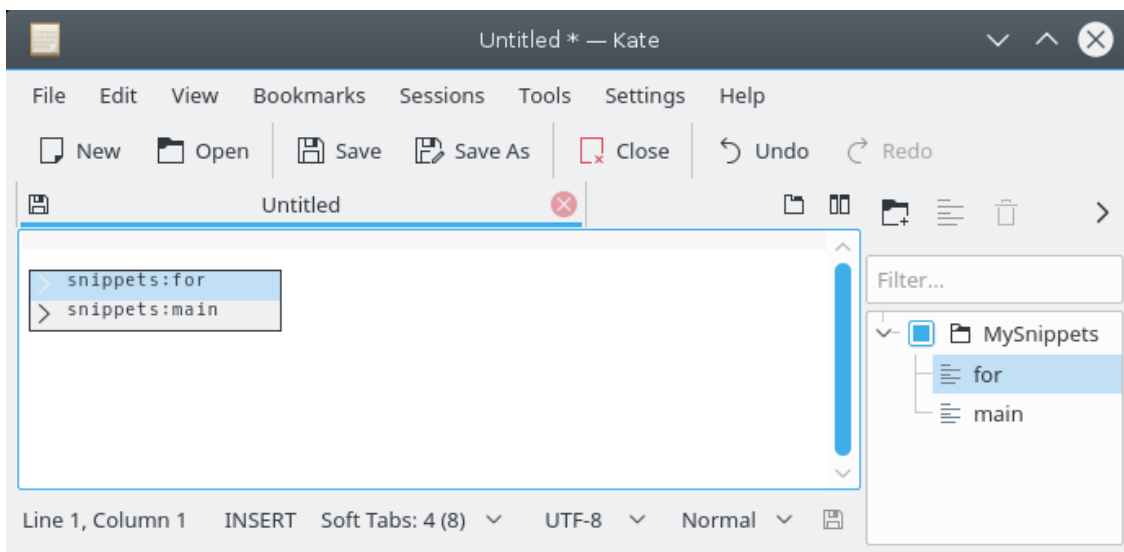 Untitled * — Kate
File Edit View Bookmarks Sessions Tools Settings Help
New Open Save Save As Close Undo Redo
Untitled
Filter...
snippets:for
snippets:main
MySnippets
for
main
Line 1, Column 1 INSERT Soft Tabs: 4 (8) UTF-8 Normal